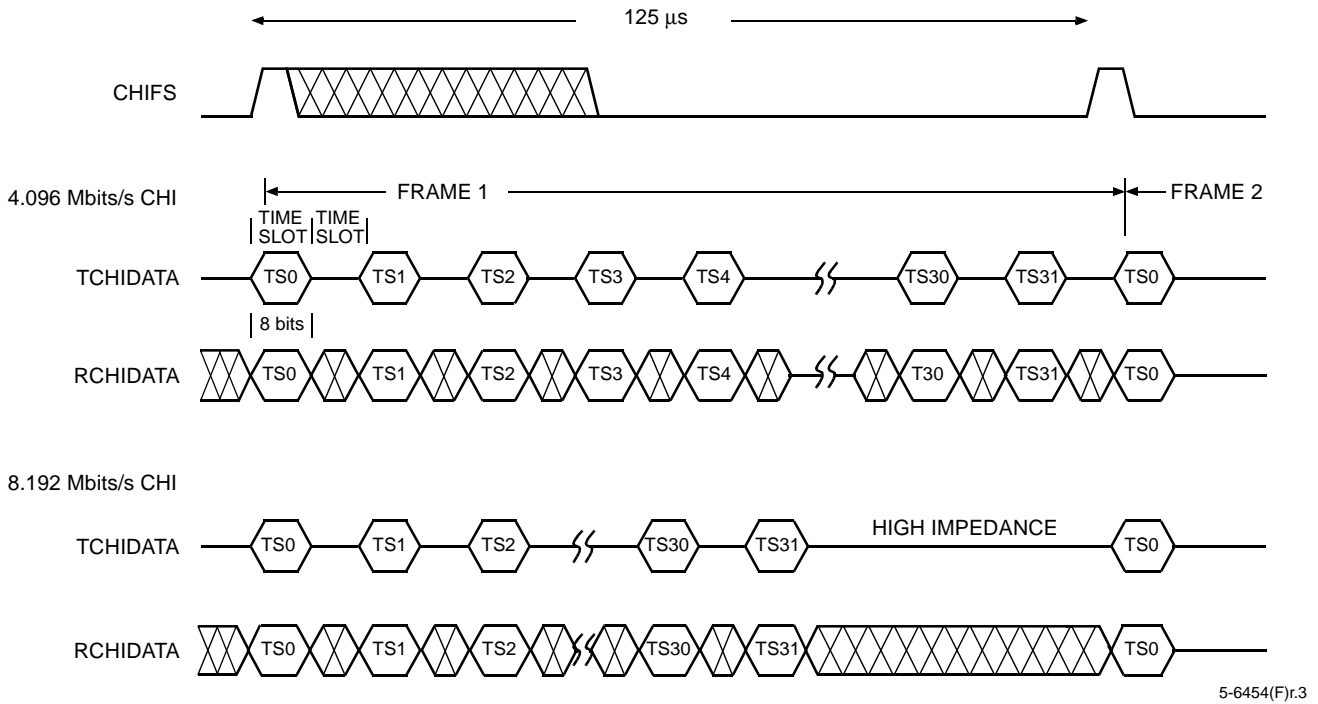 125 μs
CHIFS
4.096 Mbits/s CHI
FRAME 1
FRAME 2
TIME SLOT
TIME SLOT
TCHIDATA
TS0 TS1 TS2 TS3 TS4 TS30 TS31 TS0
8 bits
RCHIDATA
TS0 TS1 TS2 TS3 TS4 T30 TS31 TS0
8.192 Mbits/s CHI
TCHIDATA
TS0 TS1 TS2 TS30 TS31 HIGH IMPEDANCE TS0
RCHIDATA
TS0 TS1 TS2 TS30 TS31 TS0
5-6454(F)r.3